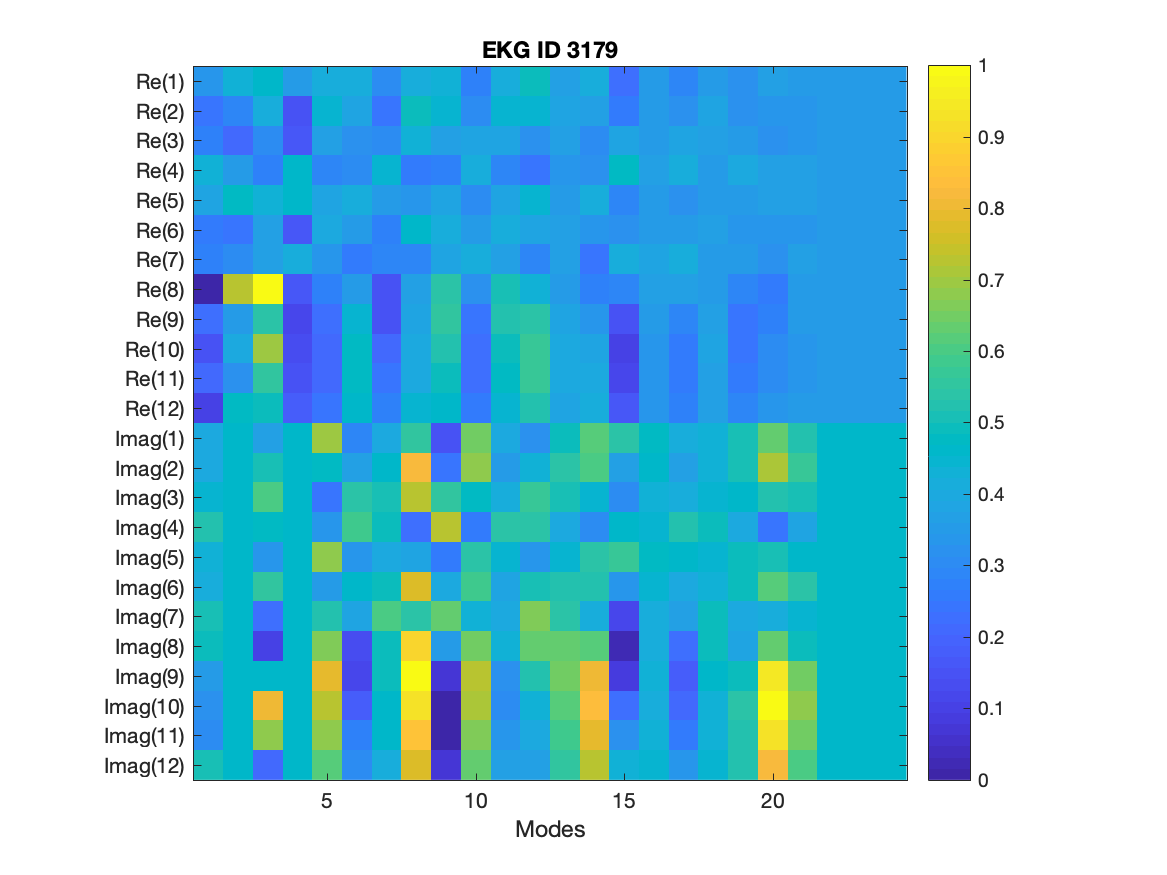 EKG ID 3179
Re(1)
Re(2)
Re(3)
Re(4)
Re(5)
Re(6)
Re(7)
Re(8)
Re(9)
Re(10)
Re(11)
Re(12)
Imag(1)
Imag(2)
Imag(3)
Imag(4)
Imag(5)
Imag(6)
Imag(7)
Imag(8)
Imag(9)
Imag(10)
Imag(11)
Imag(12)
5 10 15 20
Modes
1
0.9
0.8
0.7
0.6
0.5
0.4
0.3
0.2
0.1
0